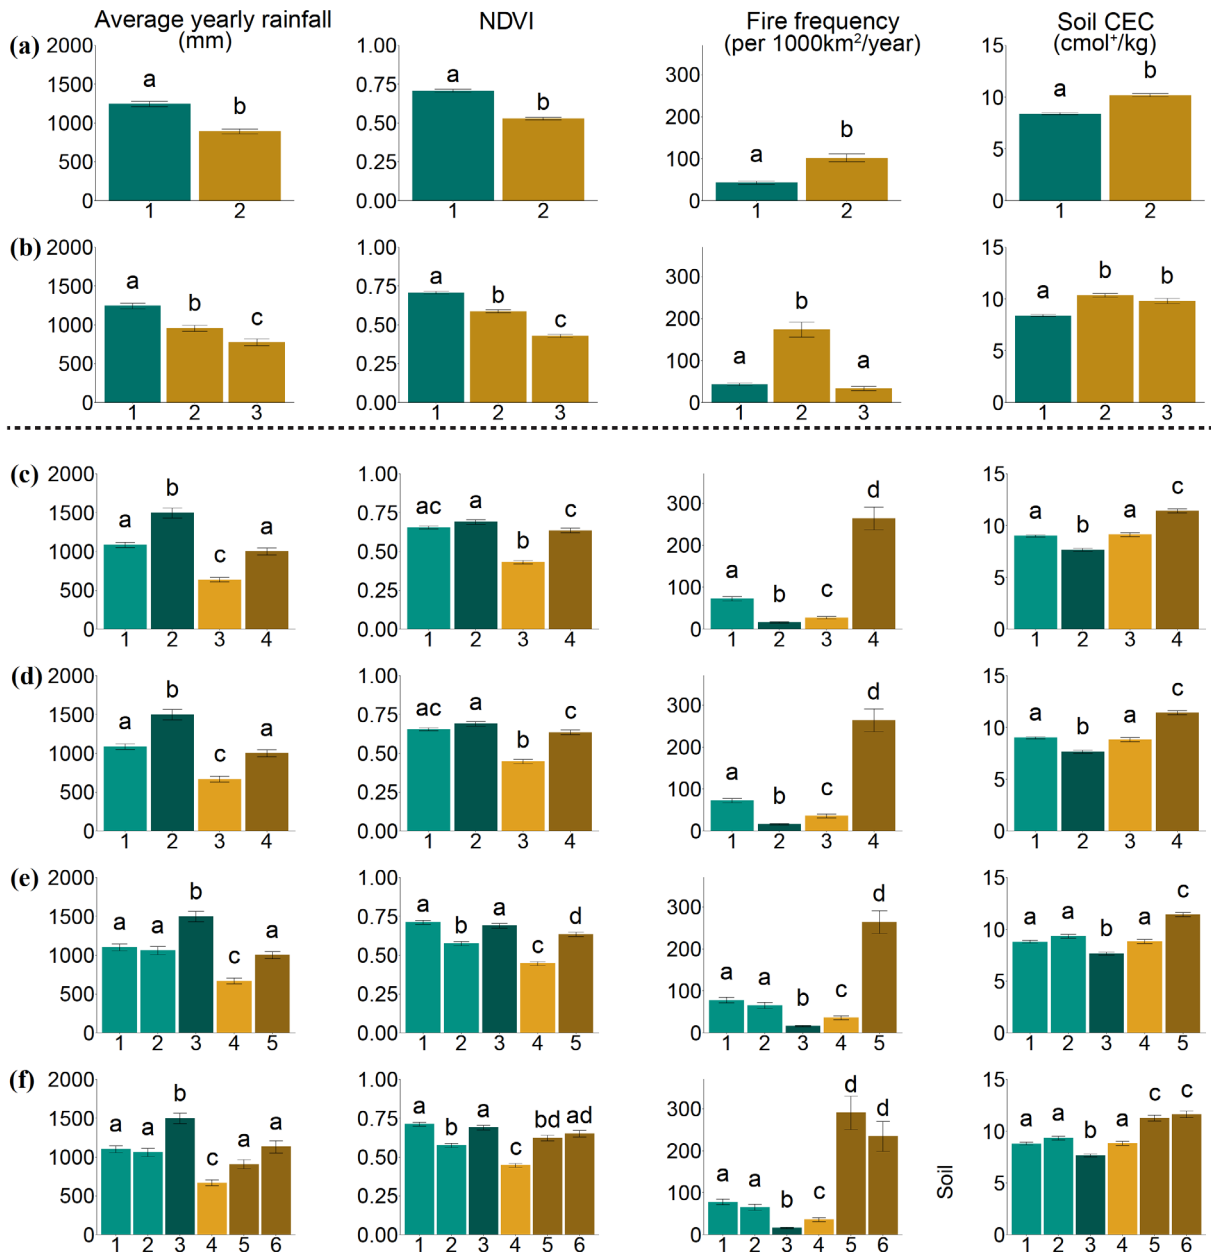 Average yearly rainfall
(mm)
NDVI
Fire frequency
(per 1000km²/year)
Soil CEC
(cmol⁺/kg)
(a)
2000
1500
1000
500
0
a
b
1 2
1.00
0.75
0.50
0.25
0.00
a
b
1 2
300
200
100
0
a
b
1 2
15
10
5
0
a
b
1 2
(b)
2000
1500
1000
500
0
a
b
c
1 2 3
1.00
0.75
0.50
0.25
0.00
a
b
c
1 2 3
300
200
100
0
a
b
a
1 2 3
15
10
5
0
a
b
b
1 2 3
(c)
2000
1500
1000
500
0
a
b
c
a
1 2 3 4
1.00
0.75
0.50
0.25
0.00
ac
a
b
c
1 2 3 4
300
200
100
0
a
b
c
d
1 2 3 4
15
10
5
0
a
b
a
c
1 2 3 4
(d)
2000
1500
1000
500
0
a
b
c
a
1 2 3 4
1.00
0.75
0.50
0.25
0.00
ac
a
b
c
1 2 3 4
300
200
100
0
a
b
c
d
1 2 3 4
15
10
5
0
a
b
a
c
1 2 3 4
(e)
2000
1500
1000
500
0
a
a
b
c
a
1 2 3 4 5
1.00
0.75
0.50
0.25
0.00
a
b
a
c
d
1 2 3 4 5
300
200
100
0
a
a
b
c
d
1 2 3 4 5
15
10
5
0
a
a
b
a
c
1 2 3 4 5
(f)
2000
1500
1000
500
0
a
a
b
c
a
a
1 2 3 4 5 6
1.00
0.75
0.50
0.25
0.00
a
b
a
c
bd
ad
1 2 3 4 5 6
300
200
100
0
a
a
b
c
d
d
1 2 3 4 5 6
Soil
15
10
5
0
a
a
b
a
c
c
1 2 3 4 5 6